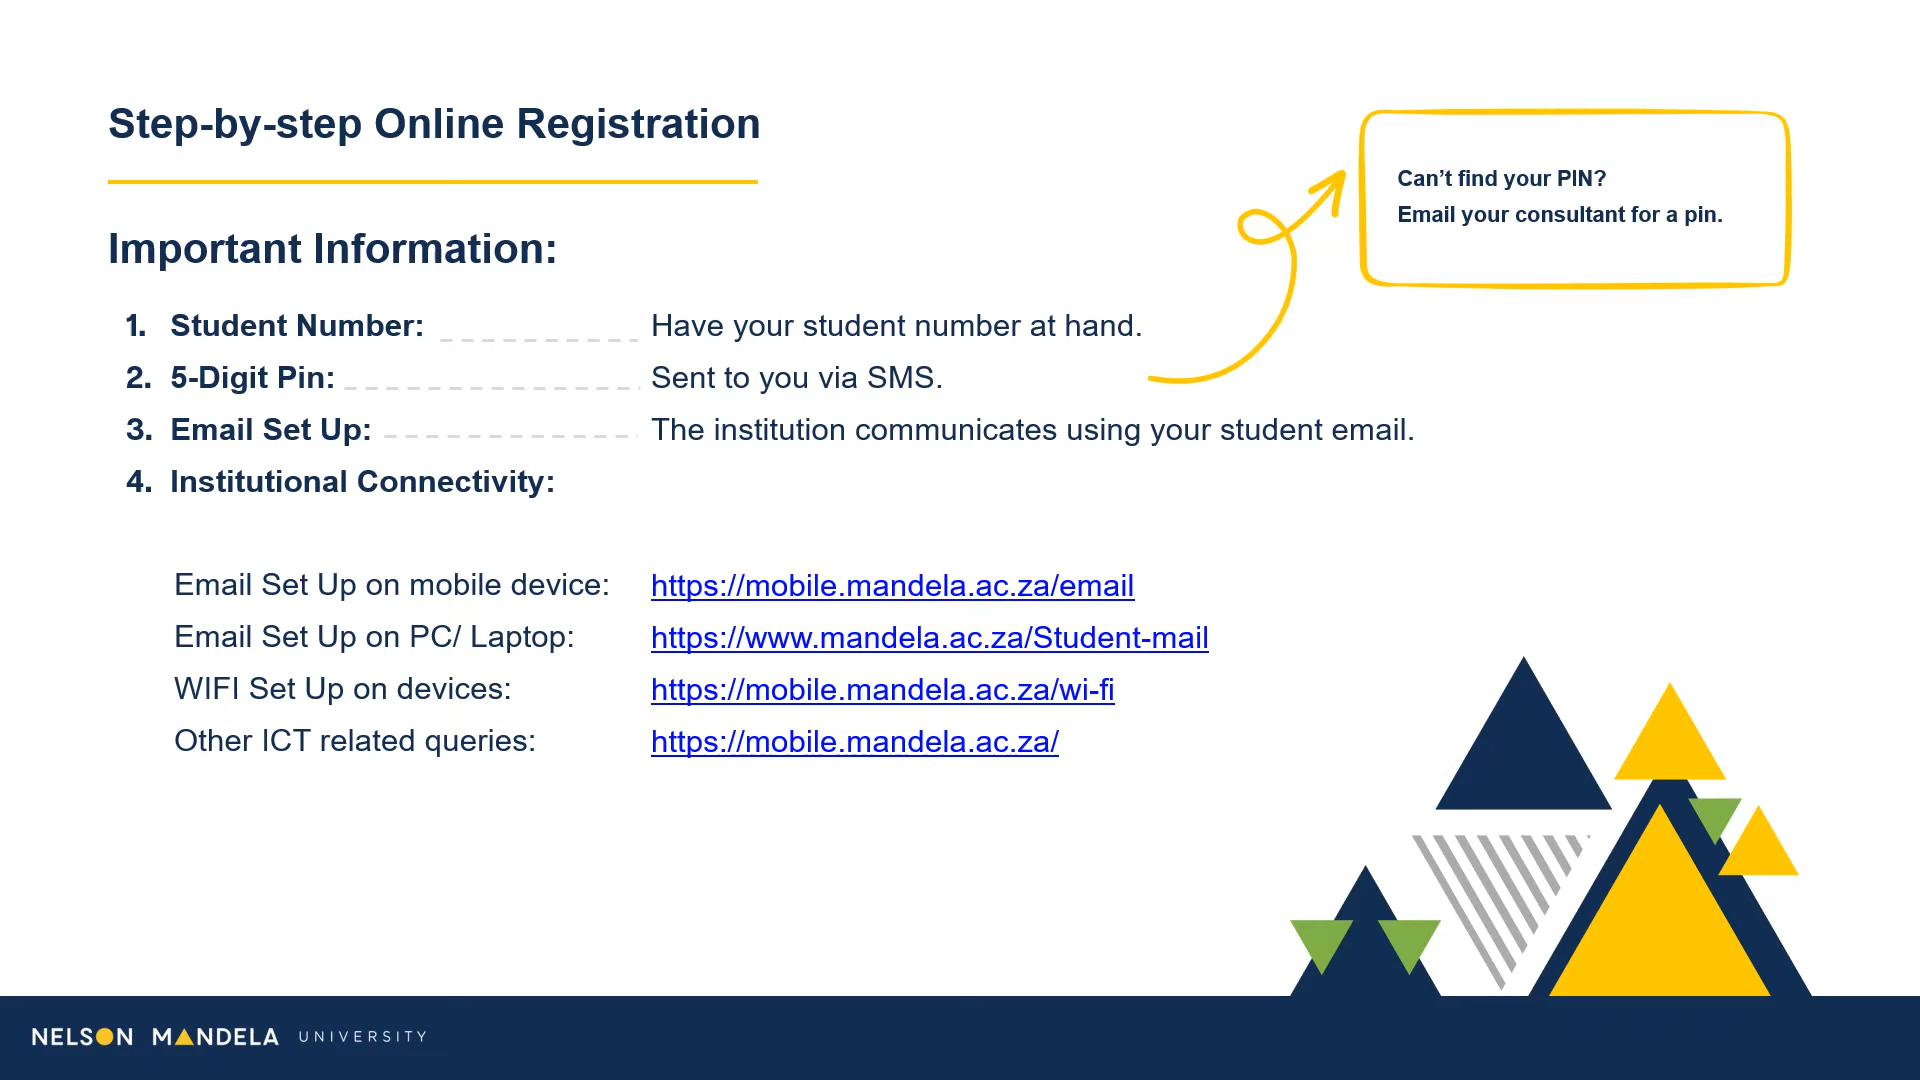 Step-by-step Online Registration
Can’t find your PIN?
Email your consultant for a pin.
Important Information:
1. Student Number: Have your student number at hand.
2. 5-Digit Pin: Sent to you via SMS.
3. Email Set Up: The institution communicates using your student email.
4. Institutional Connectivity:
Email Set Up on mobile device: https://mobile.mandela.ac.za/email
Email Set Up on PC/ Laptop: https://www.mandela.ac.za/Student-mail
WIFI Set Up on devices: https://mobile.mandela.ac.za/wi-fi
Other ICT related queries: https://mobile.mandela.ac.za/
NELSON MANDELA UNIVERSITY